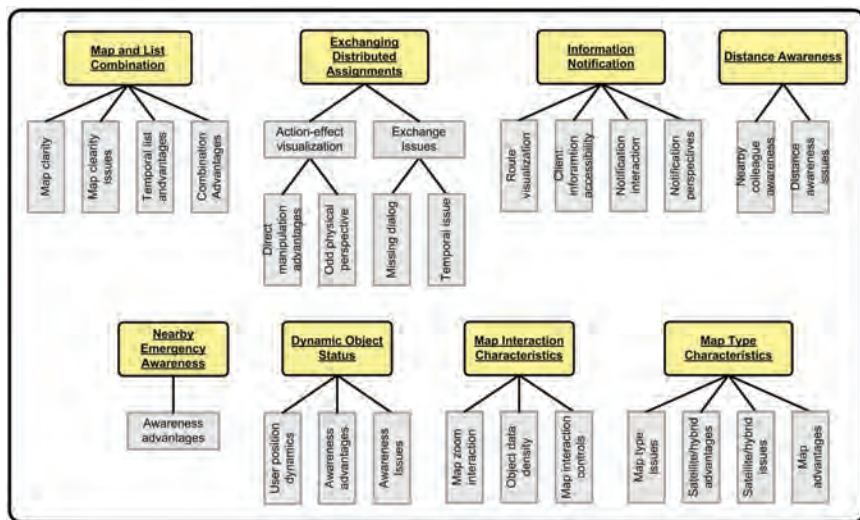 Map and List
Combination
Map clarity
Map clearity
issues
Temporal list
andvantages
Combination
Advantages
Exchanging
Distributed
Assignments
Action-effect
visualization
Exchange
issues
Direct
manipulation
advantages
Odd physical
perspective
Missing dialog
Temporal issue
Information
Notification
Route
visualization
Client
inforamtion
accessibility
Notification
interaction
Notification
perspectives
Distance Awareness
Nearby
colleague
awareness
Distance
awareness
issues
Nearby
Emergency
Awareness
Awareness
advantages
Dynamic Object
Status
User position
dynamics
Awareness
advantages
Awareness
Issues
Map Interaction
Characteristics
Map zoom
interaction
Object data
density
Map interaction
controls
Map Type
Characteristics
Map type
issues
Satellite/hybrid
advantages
Satellite/hybrid
issues
Map
advantages